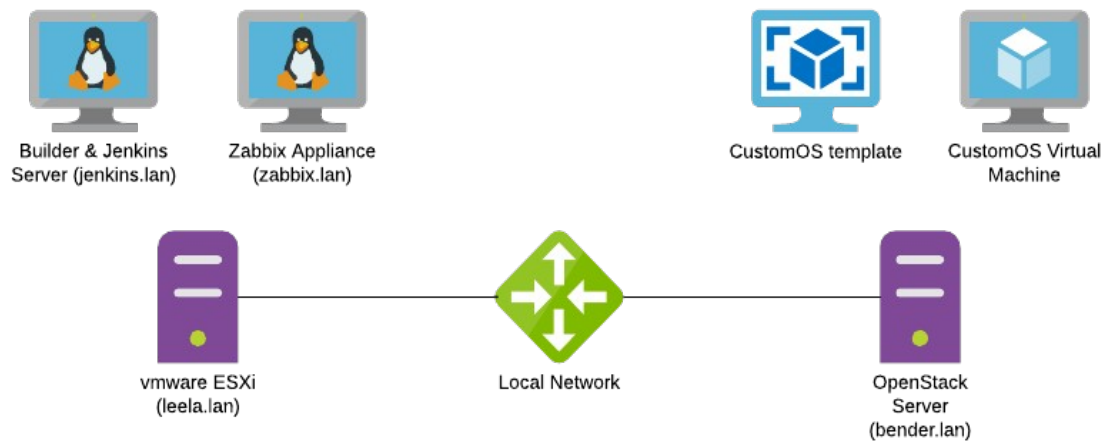 Builder & Jenkins
Server (jenkins.lan)
Zabbix Appliance
(zabbix.lan)
CustomOS template
CustomOS Virtual
Machine
vmware ESXi
(leela.lan)
Local Network
OpenStack
Server
(bender.lan)